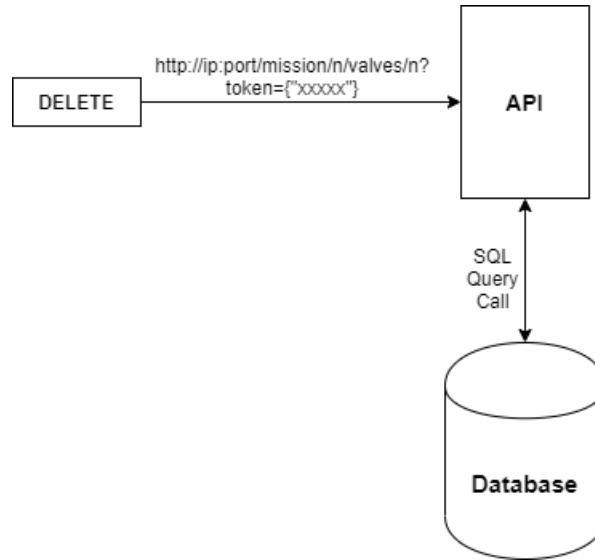 http://ip:port/mission/n/valves/n?
token={"xxxxx"}
DELETE
API
SQL
Query
Call
Database